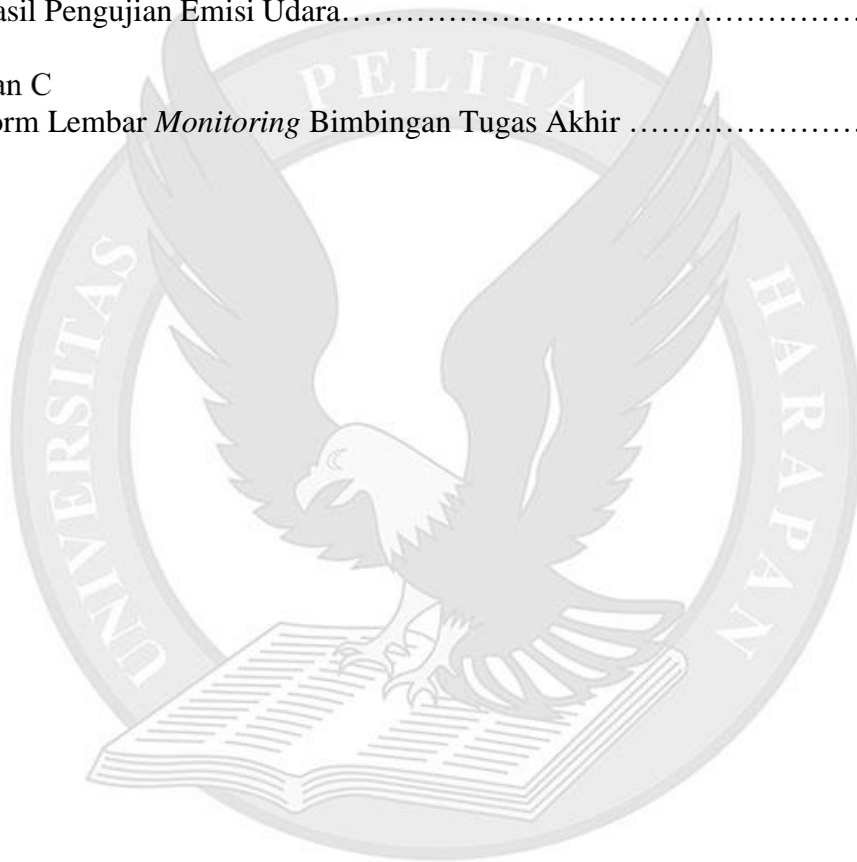 asil Pengujian Emisi Udara……………………………………………
an C
orm Lembar Monitoring Bimbingan Tugas Akhir …………………
UNIVERSITAS PELITA HARAPAN